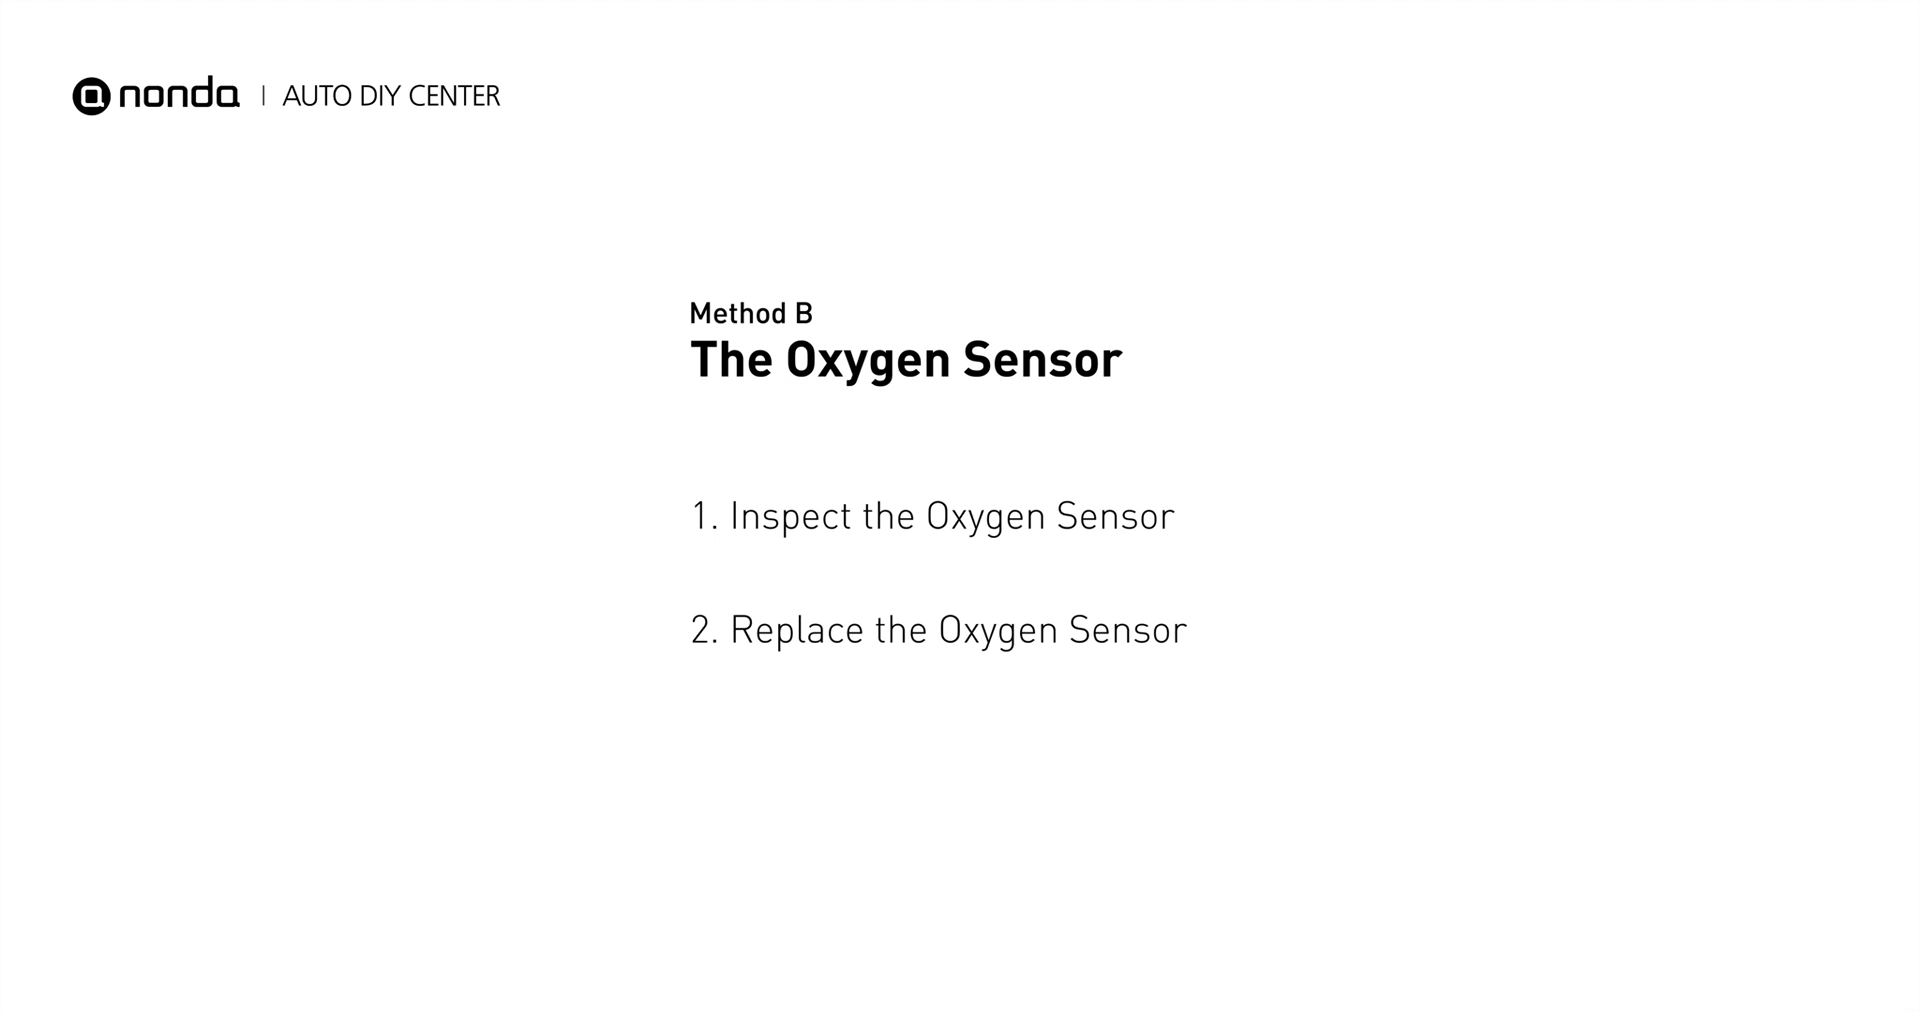 nonda | AUTO DIY CENTER
Method B
The Oxygen Sensor
1. Inspect the Oxygen Sensor
2. Replace the Oxygen Sensor